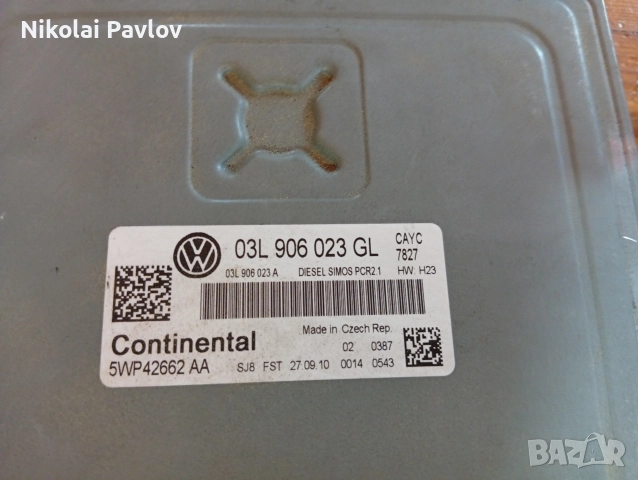 Nikolai Pavlov
03L 906 023 GL CAYC
7827
03L 906 023 A DIESEL SIMOS PCR2.1 HW: H23
Continental Made in Czech Rep.
02 0387
5WP42662 AA SJ8 FST 27.09.10 0014 0543
BAZAR